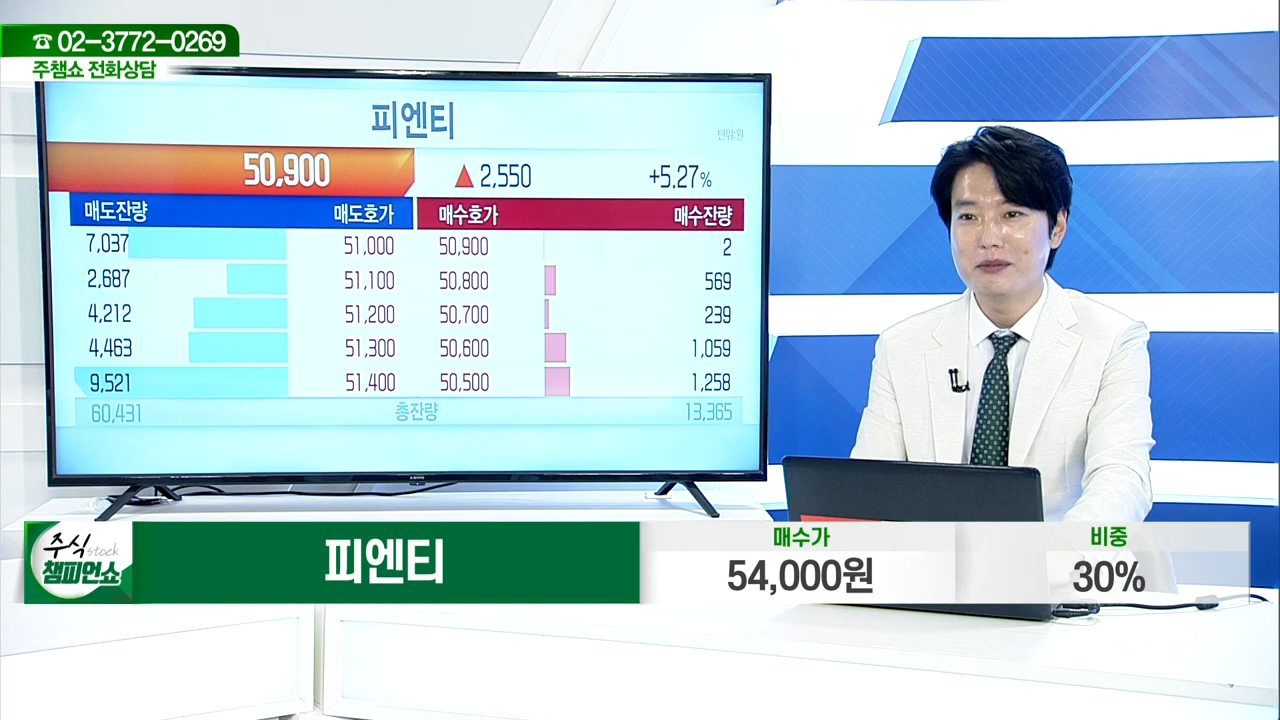 ☎ 02-3772-0269
주챔쇼 전화상담
피엔티
단위:원
50,900 ▲ 2,550 +5.27%
매도잔량 매도호가 매수호가 매수잔량
7,037 51,000 50,900 2
2,687 51,100 50,800 569
4,212 51,200 50,700 239
4,463 51,300 50,600 1,059
9,521 51,400 50,500 1,258
60,431 총잔량 13,365
주식 stock
챔피언쇼
피엔티
매수가 비중
54,000원 30%